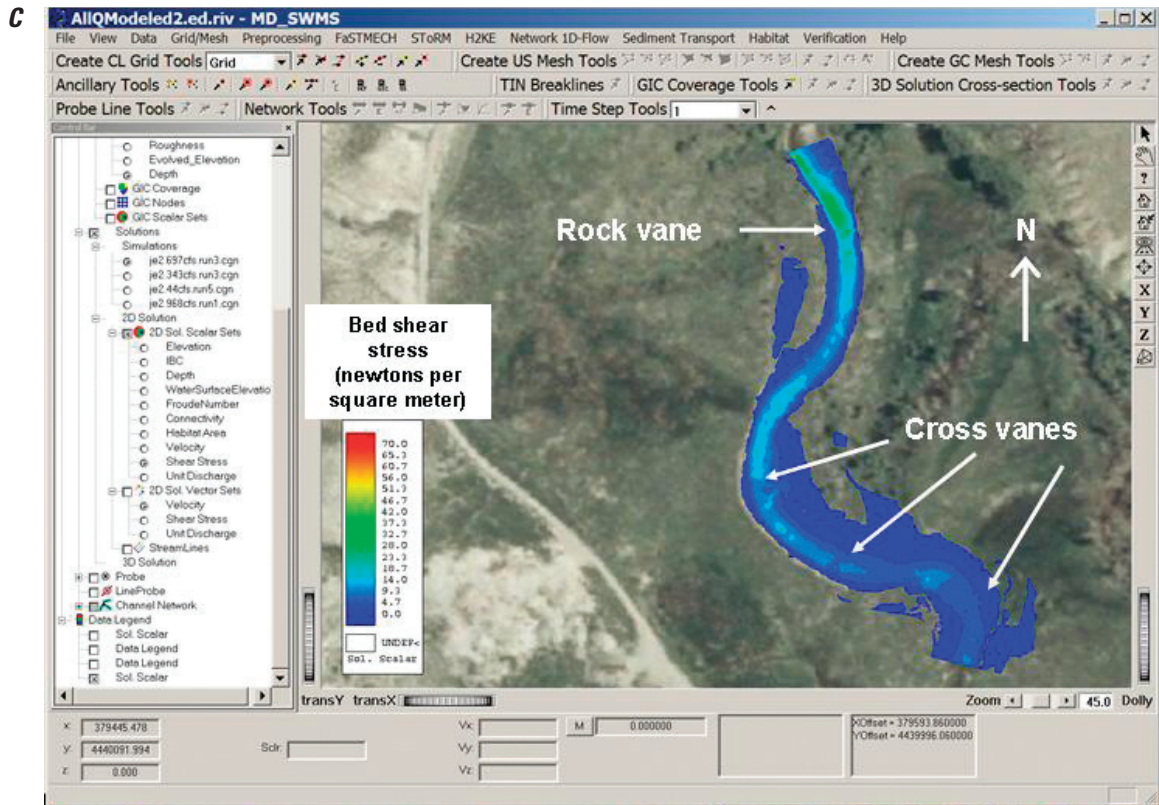 C
AllQModeled2.ed.riv - MD_SWMS
File View Data Grid/Mesh Preprocessing FaSTMECH SToRM H2KE Network 1D-Flow Sediment Transport Habitat Verification Help
Create CL Grid Tools Grid Create US Mesh Tools Create GC Mesh Tools
Ancillary Tools TIN Breaklines GIC Coverage Tools 3D Solution Cross-section Tools
Probe Line Tools Network Tools Time Step Tools 1
Control Bar
Roughness
Evolved_Elevation
Depth
GIC Coverage
GIC Nodes
GIC Scalar Sets
Solutions
Simulations
je2.697cfs.run3.cgn
je2.343cfs.run3.cgn
je2.44cfs.run5.cgn
je2.968cfs.run1.cgn
2D Solution
2D Sol. Scalar Sets
Elevation
IBC
Depth
WaterSurfaceElevatio
FroudeNumber
Connectivity
Habitat Area
Velocity
Shear Stress
Unit Discharge
2D Sol. Vector Sets
Velocity
Shear Stress
Unit Discharge
StreamLines
3D Solution
Probe
LineProbe
Channel Network
Data Legend
Sol. Scalar
Data Legend
Data Legend
Sol. Scalar
Rock vane
N
Cross vanes
Bed shear
stress
(newtons per
square meter)
70.0
65.3
60.7
56.0
51.3
46.7
42.0
37.3
32.7
28.0
23.3
18.7
14.0
9.3
4.7
0.0
UNDEF<
Sol. Scalar
?
X
Y
Z
transY transX
Zoom 45.0 Dolly
x: 379445.478
y: 4440091.994
z: 0.000
Sclr:
Vx:
Vy:
Vz:
M 0.000000
XOffset = 379593.860000
YOffset = 4439996.060000